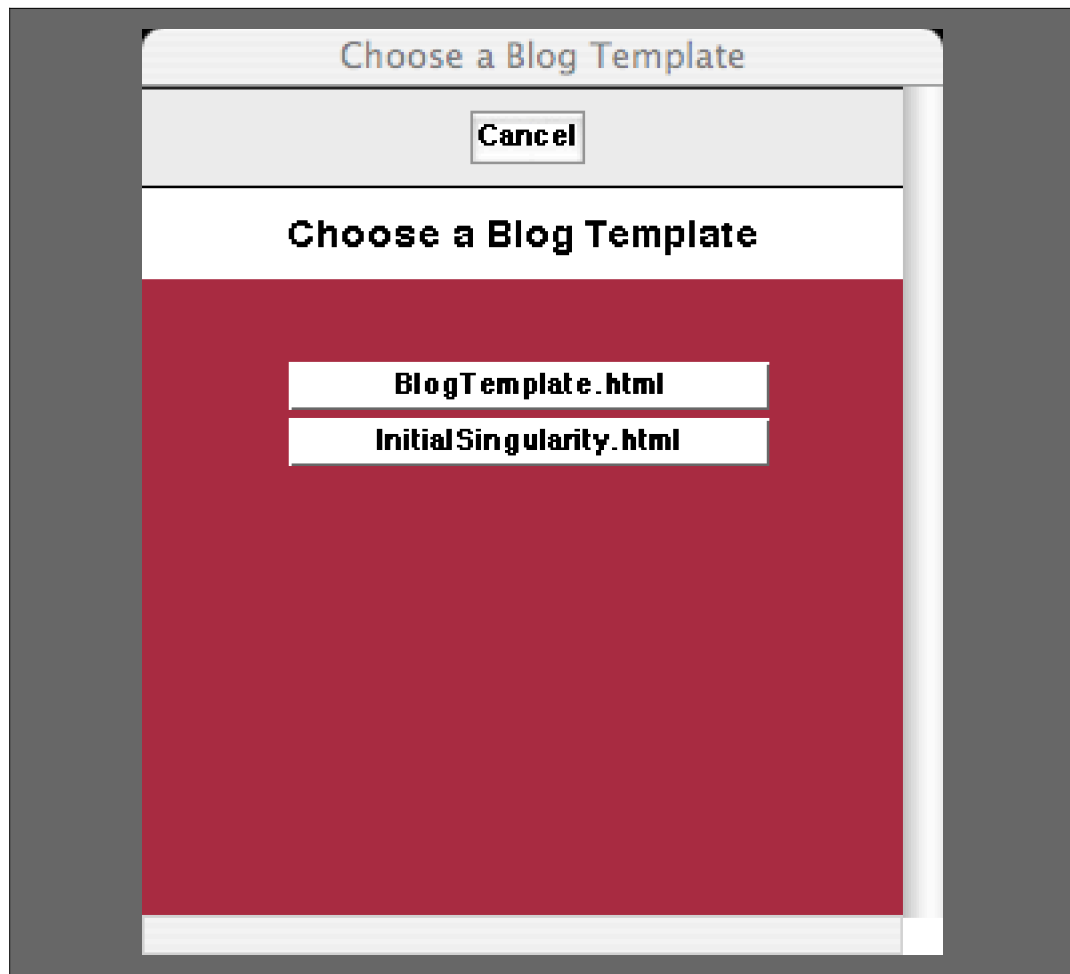 Choose a Blog Template
Cancel
Choose a Blog Template
BlogTemplate.html
InitialSingularity.html